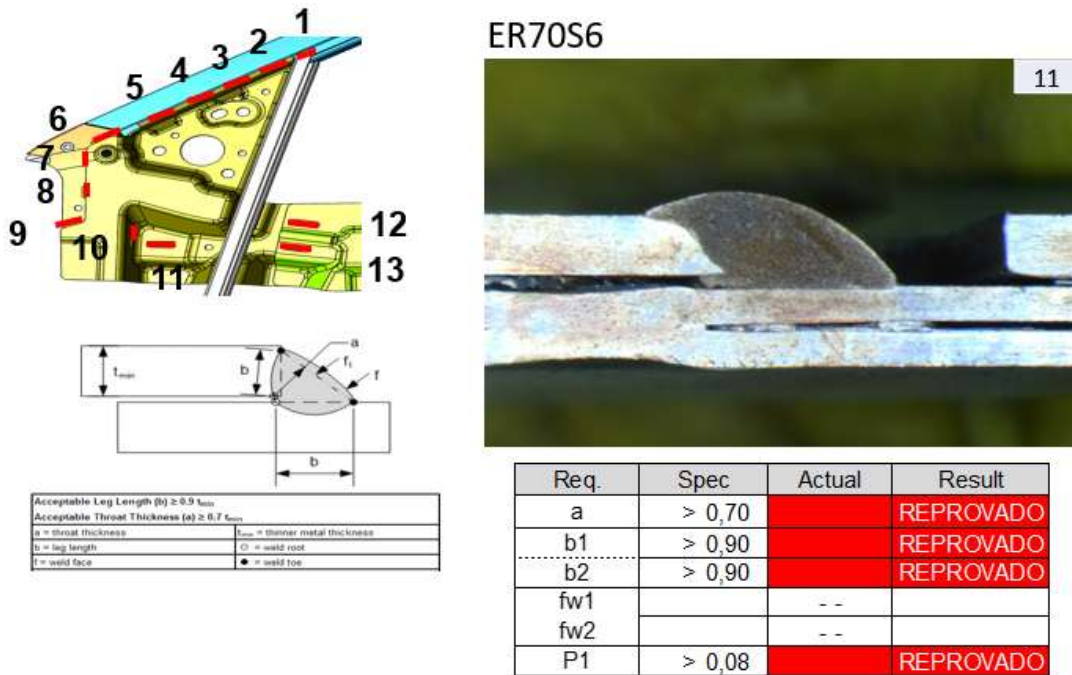 1
2
3
4
5
6
7
8
9
10
11
12
13
ER70S6
11
a
b
f₁
f
tmin
b
Acceptable Leg Length (b) ≥ 0.9 tmin
Acceptable Throat Thickness (a) ≥ 0.7 tmin
a = throat thickness tmin = thinner metal thickness
b = leg length O = weld root
f = weld face ● = weld toe
Req. Spec Actual Result
a > 0,70 REPROVADO
b1 > 0,90 REPROVADO
b2 > 0,90 REPROVADO
fw1 - -
fw2 - -
P1 > 0,08 REPROVADO